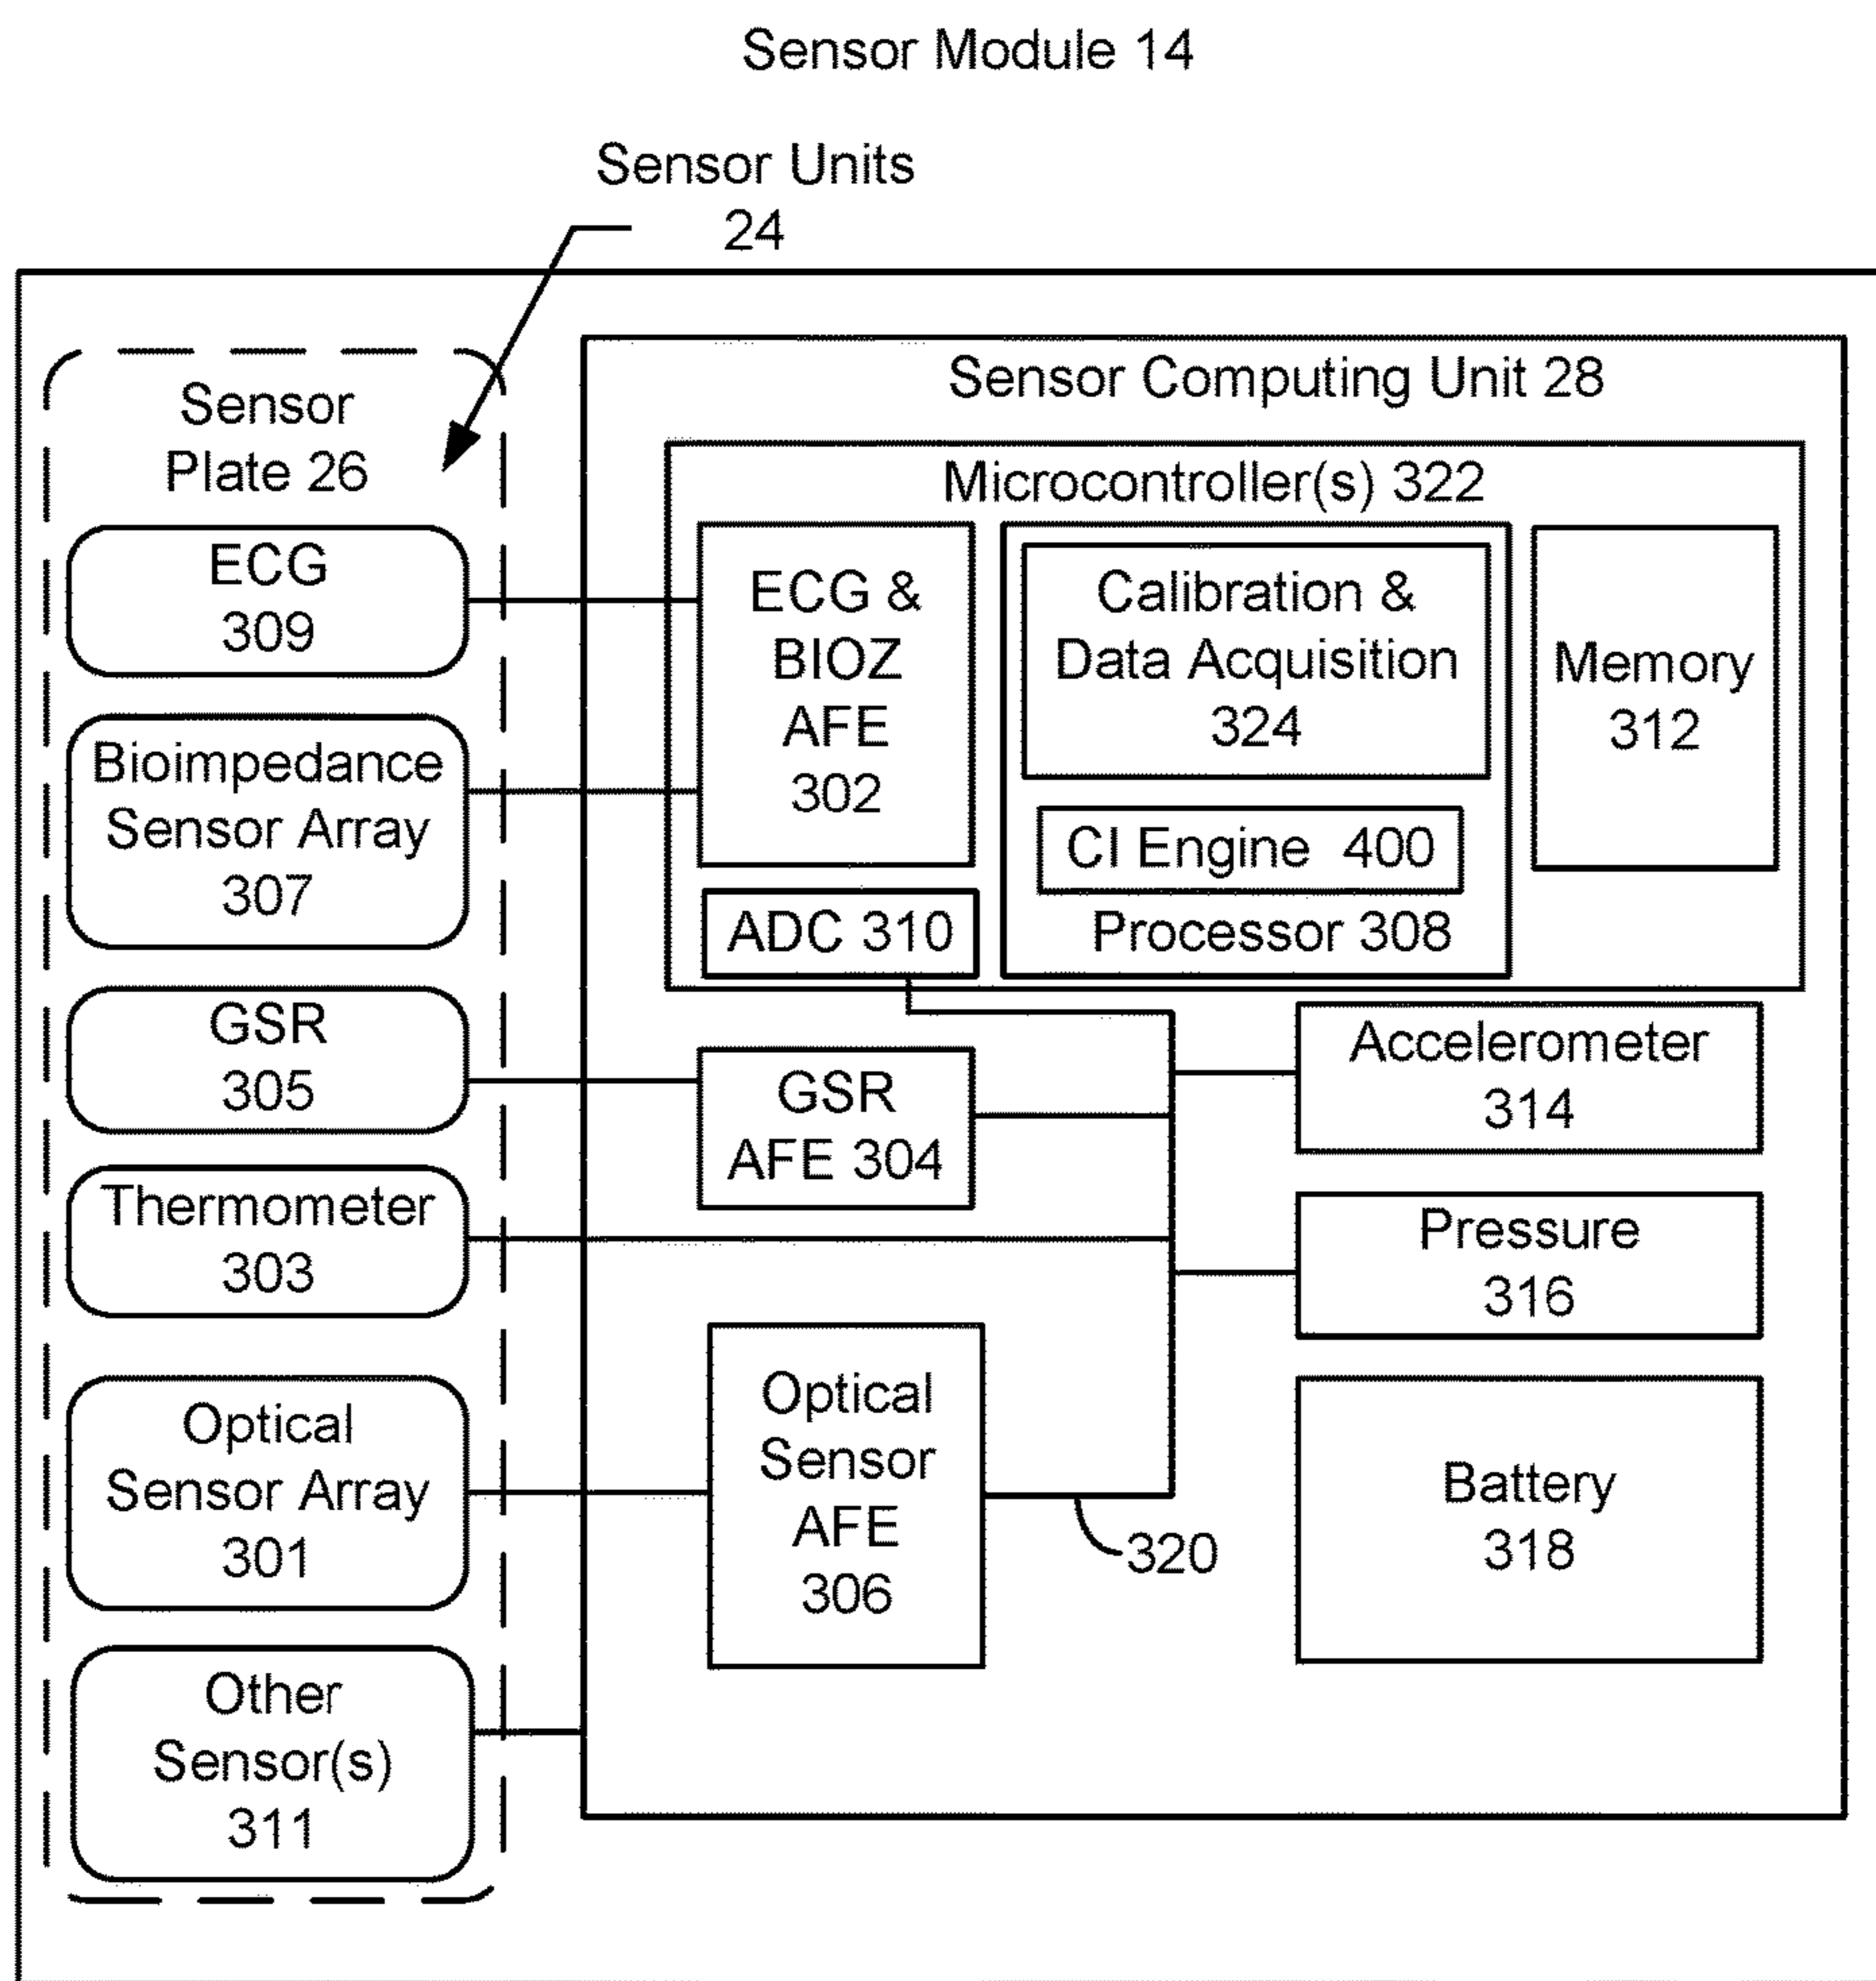 Sensor Module 14
Sensor Units
24
Sensor
Plate 26
ECG
309
Bioimpedance
Sensor Array
307
GSR
305
Thermometer
303
Optical
Sensor Array
301
Other
Sensor(s)
311
Sensor Computing Unit 28
Microcontroller(s) 322
ECG &
BIOZ
AFE
302
ADC 310
Calibration &
Data Acquisition
324
CI Engine 400
Processor 308
Memory
312
GSR
AFE 304
Optical
Sensor
AFE
306
320
Accelerometer
314
Pressure
316
Battery
318